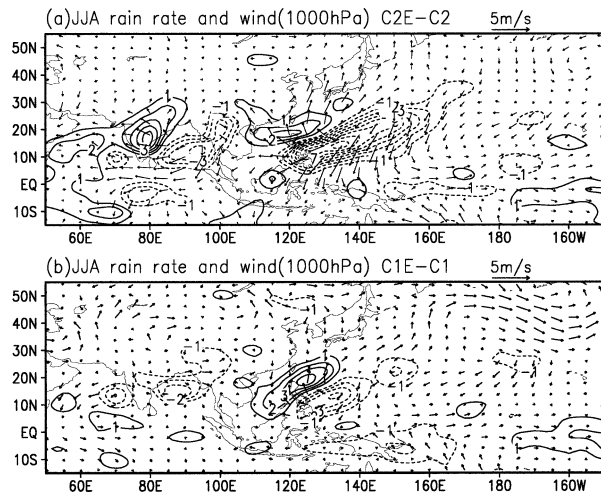 (a)JJA rain rate and wind(1000hPa) C2E-C2 5m/s
50N
40N
30N
20N
10N
EQ
10S
60E 80E 100E 120E 140E 160E 180 160W
(b)JJA rain rate and wind(1000hPa) C1E-C1 5m/s
50N
40N
30N
20N
10N
EQ
10S
60E 80E 100E 120E 140E 160E 180 160W